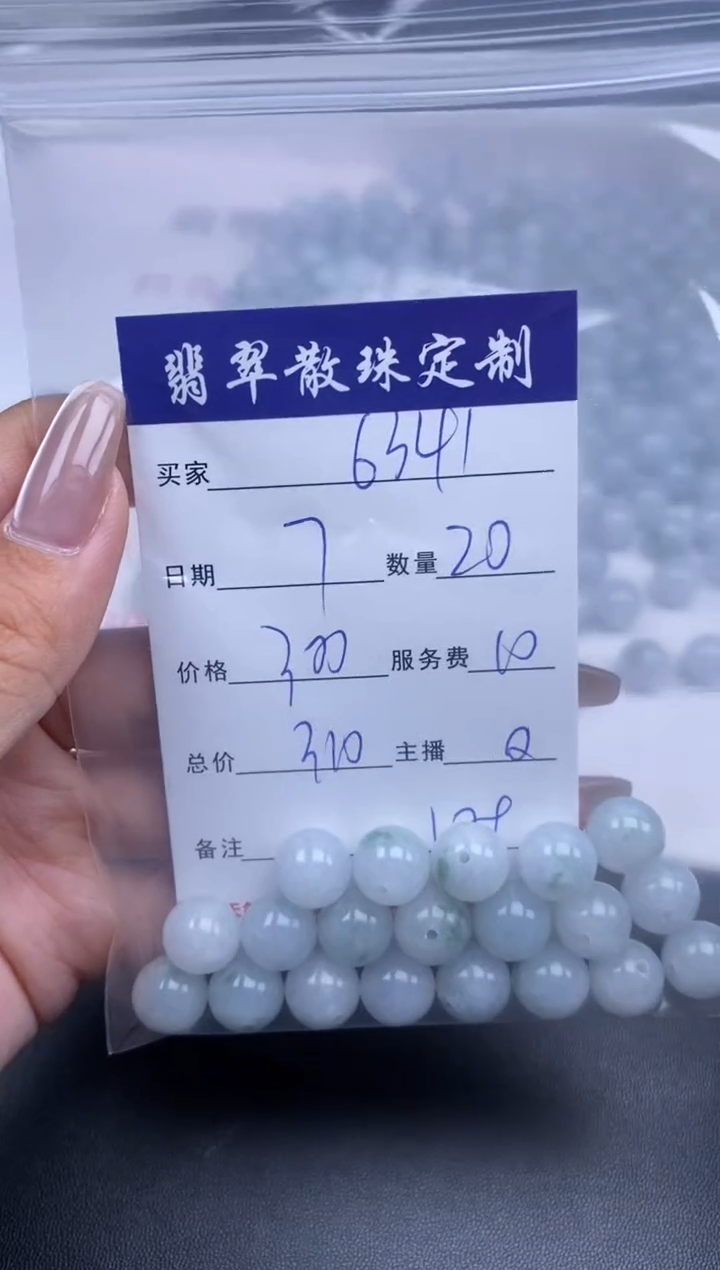 翡翠散珠定制
买家 6341
日期 7 数量 20
价格 300 服务费 10
总价 310 主播 Q
备注